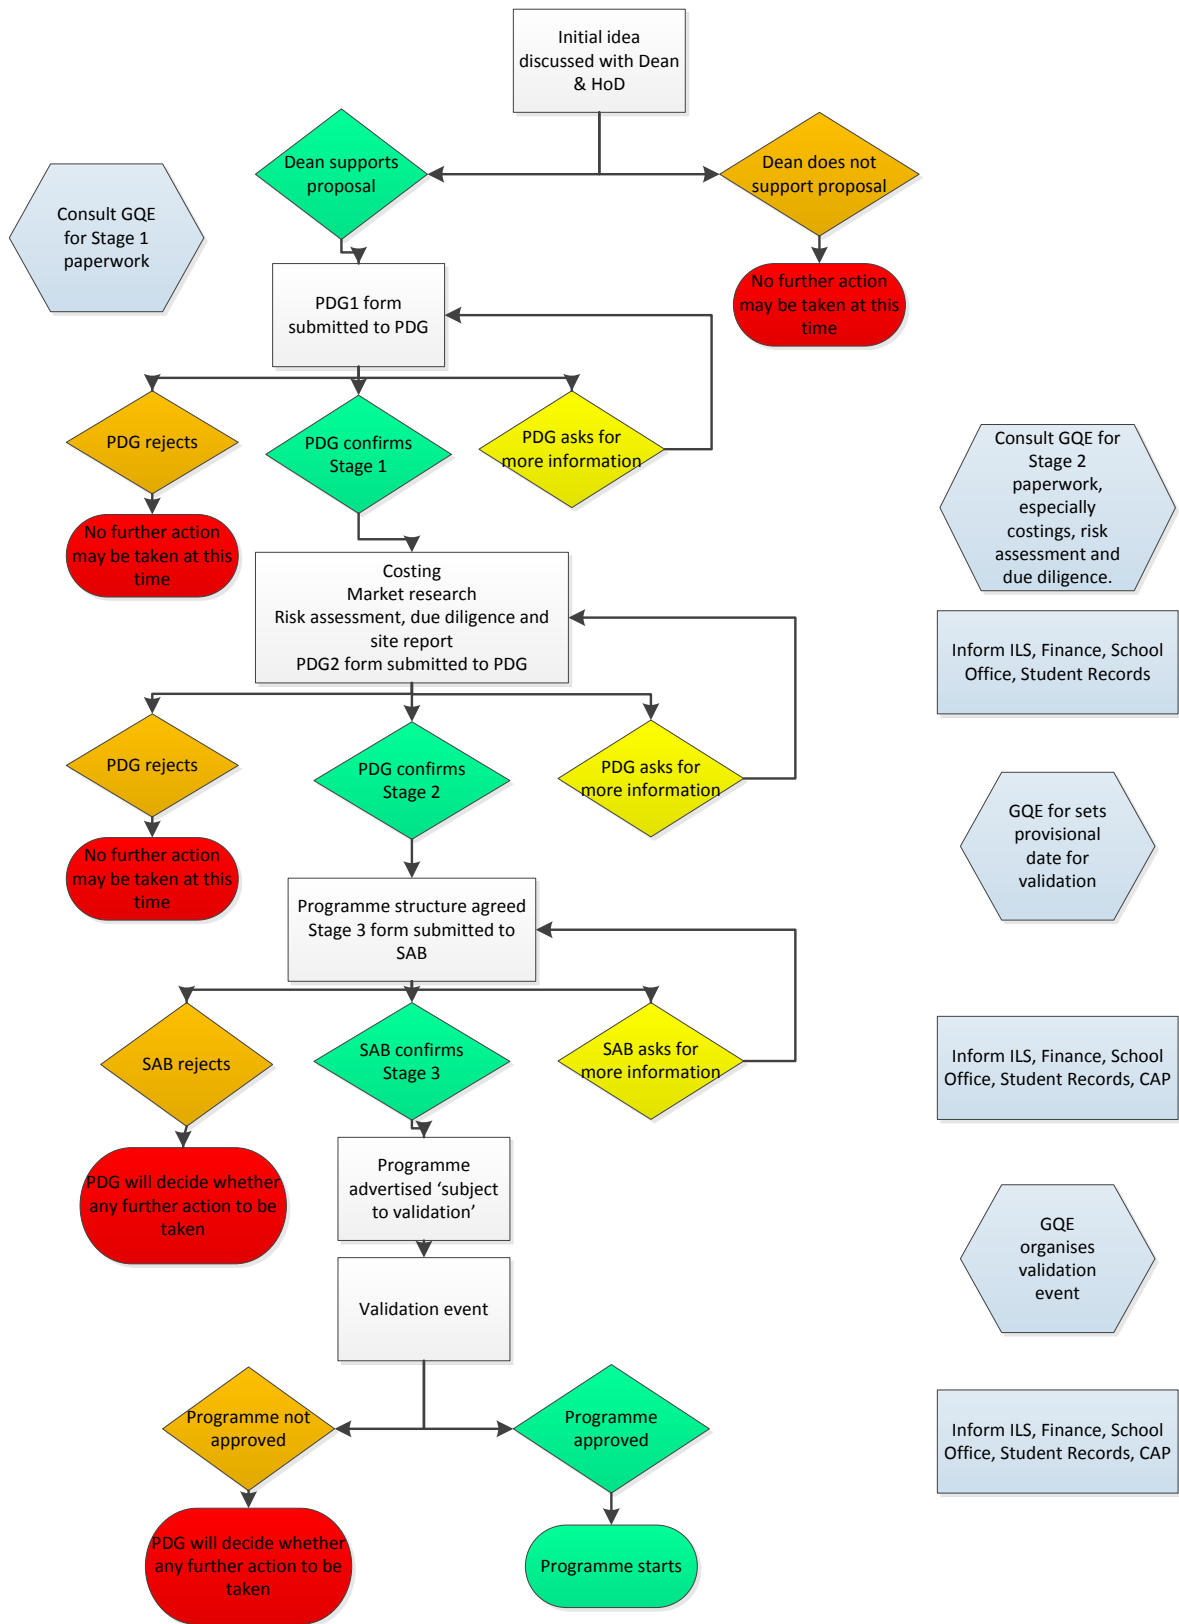 Initial idea
discussed with Dean
& HoD
Dean supports
proposal
Dean does not
support proposal
Consult GQE
for Stage 1
paperwork
PDG1 form
submitted to PDG
No further action
may be taken at this
time
PDG rejects
PDG confirms
Stage 1
PDG asks for
more information
Consult GQE for
Stage 2
paperwork,
especially
costings, risk
assessment and
due diligence.
No further action
may be taken at this
time
Costing
Market research
Risk assessment, due diligence and
site report
PDG2 form submitted to PDG
Inform ILS, Finance, School
Office, Student Records
PDG rejects
PDG confirms
Stage 2
PDG asks for
more information
GQE for sets
provisional
date for
validation
No further action
may be taken at this
time
Programme structure agreed
Stage 3 form submitted to
SAB
SAB rejects
SAB confirms
Stage 3
SAB asks for
more information
Inform ILS, Finance, School
Office, Student Records, CAP
PDG will decide whether
any further action to be
taken
Programme
advertised ‘subject
to validation’
GQE
organises
validation
event
Validation event
Programme not
approved
Programme
approved
Inform ILS, Finance, School
Office, Student Records, CAP
PDG will decide whether
any further action to be
taken
Programme starts